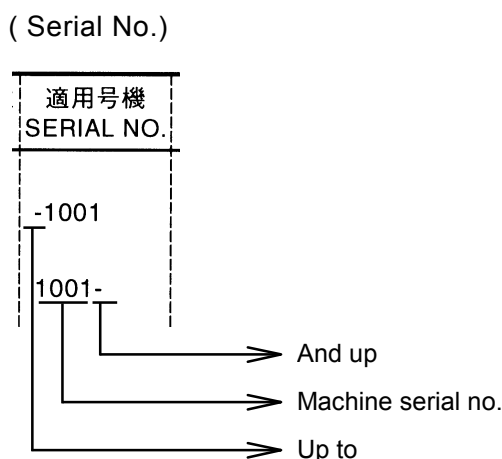 ( Serial No.)
適用号機
SERIAL NO.
-1001
1001-
And up
Machine serial no.
Up to